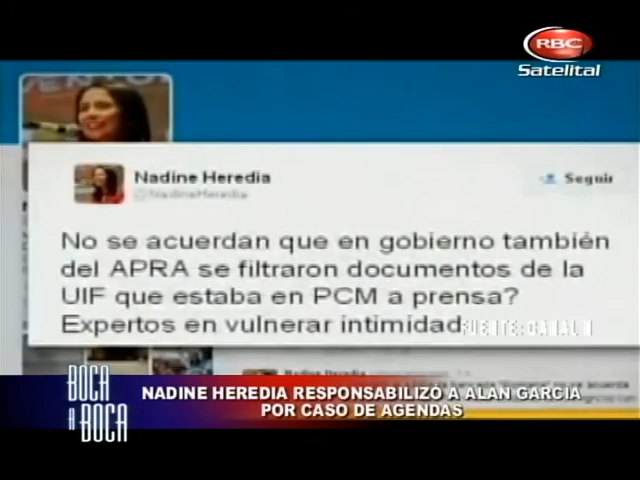 RBC
Satelital
Nadine Heredia
@NadineHeredia
Seguir
No se acuerdan que en gobierno también
del APRA se filtraron documentos de la
UIF que estaba en PCM a prensa?
Expertos en vulnerar intimidad
FUENTE: CANAL N
Nadine Heredia
BOCA
A
BOCA
NADINE HEREDIA RESPONSABILIZÓ A ALAN GARCIA
POR CASO DE AGENDAS